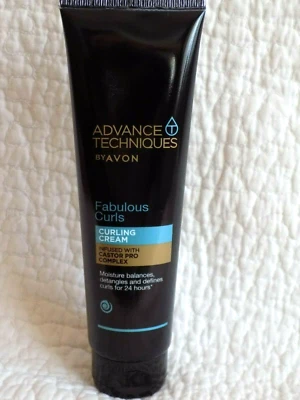 ADVANCE T
TECHNIQUES
BY AVON
Fabulous
Curls
CURLING
CREAM
INFUSED WITH
CASTOR PRO
COMPLEX
Moisture balances,
detangles and defines
curls for 24 hours*